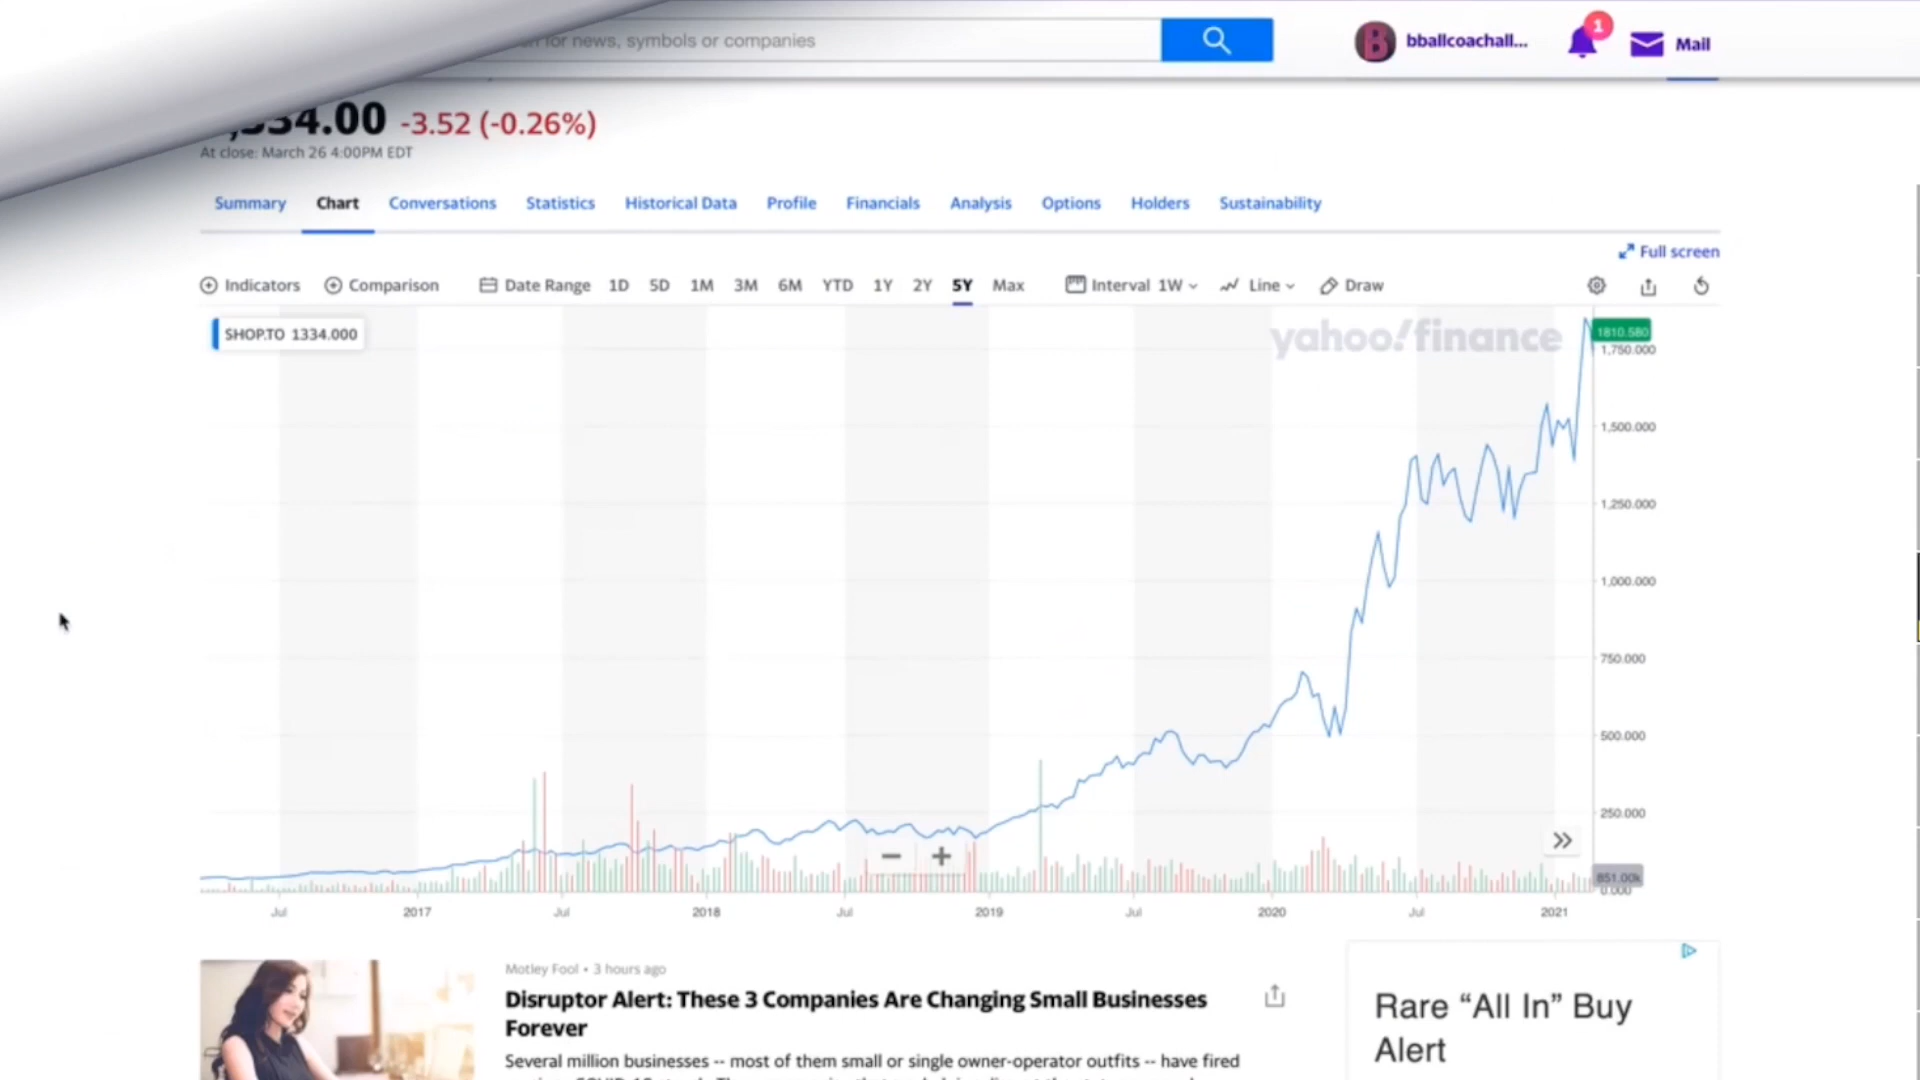 for news, symbols or companies
bballcoachall...
1
Mail
334.00 -3.52 (-0.26%)
At close: March 26 4:00PM EDT
Summary Chart Conversations Statistics Historical Data Profile Financials Analysis Options Holders Sustainability
Full screen
Indicators Comparison Date Range 1D 5D 1M 3M 6M YTD 1Y 2Y 5Y Max Interval 1W Line Draw
SHOP.TO 1334.000
yahoo!finance
1810.580
1,750.000
1,500.000
1,250.000
1,000.000
750.000
500.000
250.000
851.00k
0.000
Jul 2017 Jul 2018 Jul 2019 Jul 2020 Jul 2021
Motley Fool • 3 hours ago
Disruptor Alert: These 3 Companies Are Changing Small Businesses
Forever
Several million businesses -- most of them small or single owner-operator outfits -- have fired
Rare “All In” Buy
Alert